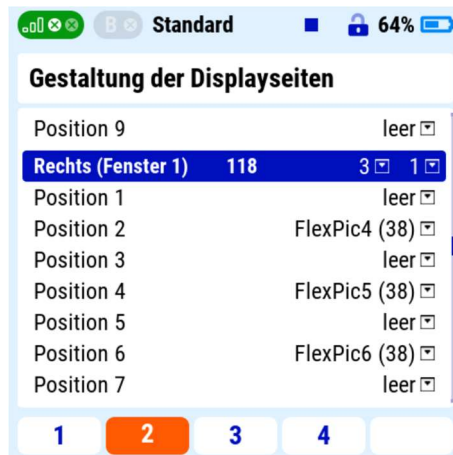 B Standard 64%
Gestaltung der Displayseiten
Position 9 leer
Rechts (Fenster 1) 118 3 1
Position 1 leer
Position 2 FlexPic4 (38)
Position 3 leer
Position 4 FlexPic5 (38)
Position 5 leer
Position 6 FlexPic6 (38)
Position 7 leer
1 2 3 4